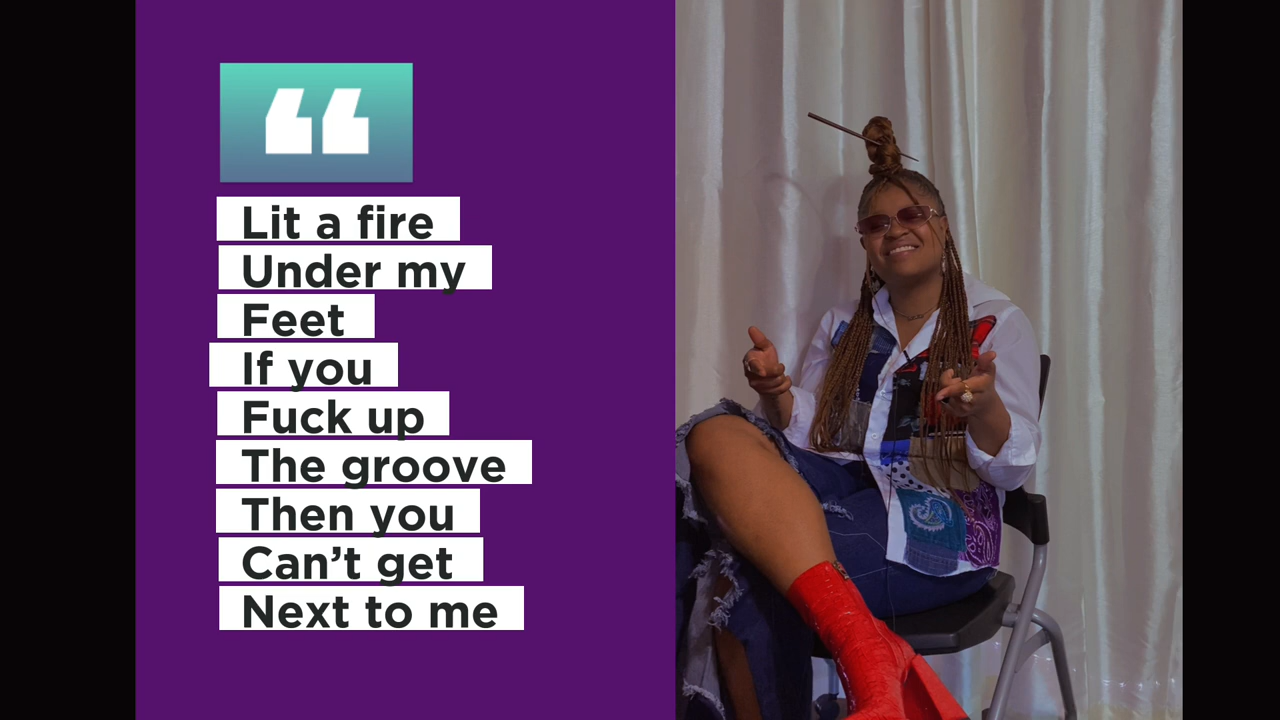 “
Lit a fire
Under my
Feet
If you
Fuck up
The groove
Then you
Can’t get
Next to me